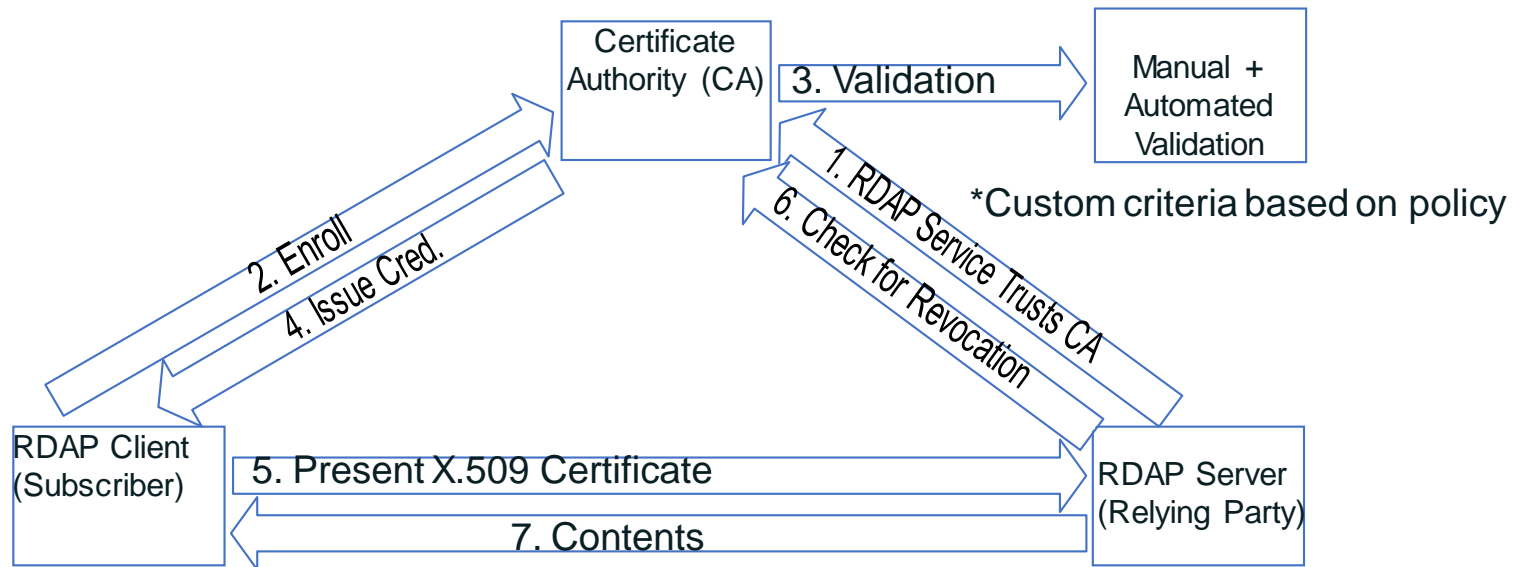 Certificate
Authority (CA)
3. Validation
Manual +
Automated
Validation
*Custom criteria based on policy
1. RDAP Service Trusts CA
6. Check for Revocation
2. Enroll
4. Issue Cred.
RDAP Client
(Subscriber)
5. Present X.509 Certificate
7. Contents
RDAP Server
(Relying Party)